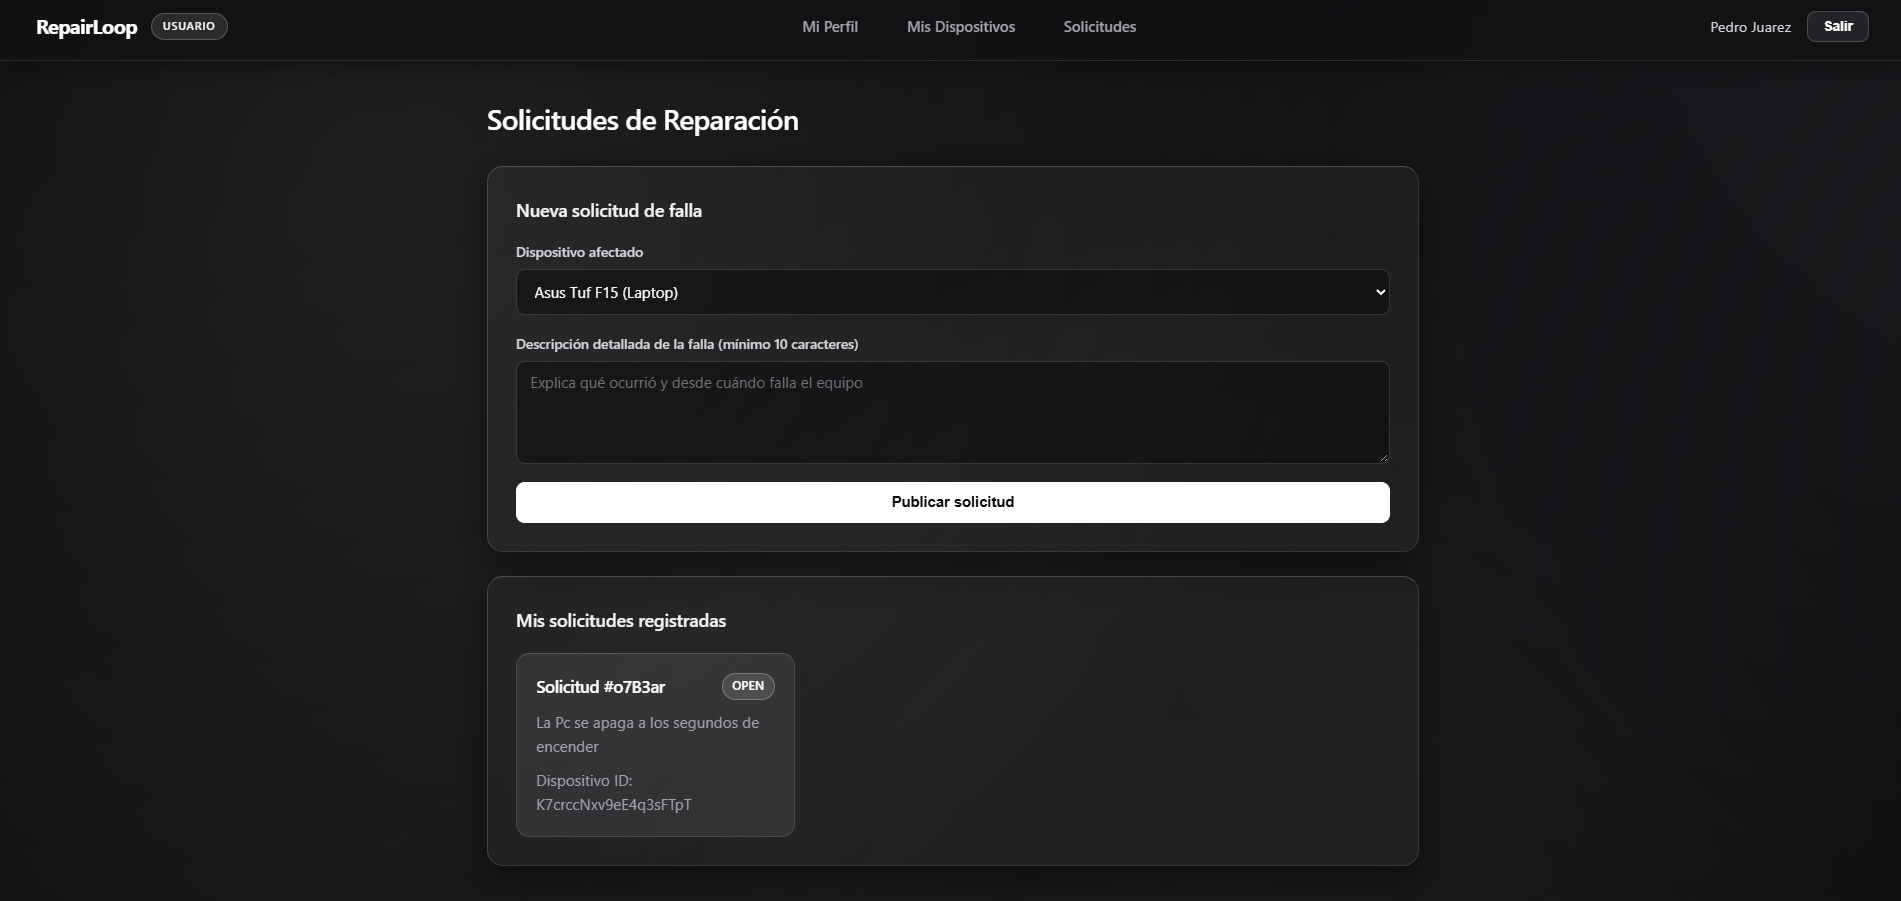 RepairLoop
USUARIO
Mi Perfil
Mis Dispositivos
Solicitudes
Pedro Juarez
Salir
Solicitudes de Reparación
Nueva solicitud de falla
Dispositivo afectado
Asus Tuf F15 (Laptop)
Descripción detallada de la falla (mínimo 10 caracteres)
Explica qué ocurrió y desde cuándo falla el equipo
Publicar solicitud
Mis solicitudes registradas
Solicitud #o7B3ar
OPEN
La Pc se apaga a los segundos de
encender
Dispositivo ID:
K7crccNxv9eE4q3sFTpT